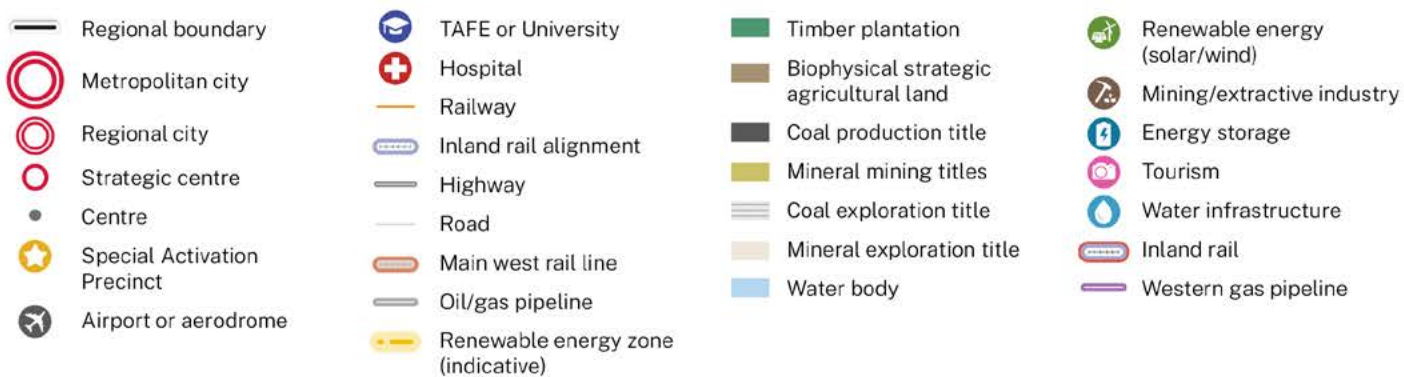 Regional boundary
Metropolitan city
Regional city
Strategic centre
Centre
Special Activation
Precinct
Airport or aerodrome
TAFE or University
Hospital
Railway
Inland rail alignment
Highway
Road
Main west rail line
Oil/gas pipeline
Renewable energy zone
(indicative)
Timber plantation
Biophysical strategic
agricultural land
Coal production title
Mineral mining titles
Coal exploration title
Mineral exploration title
Water body
Renewable energy
(solar/wind)
Mining/extractive industry
Energy storage
Tourism
Water infrastructure
Inland rail
Western gas pipeline